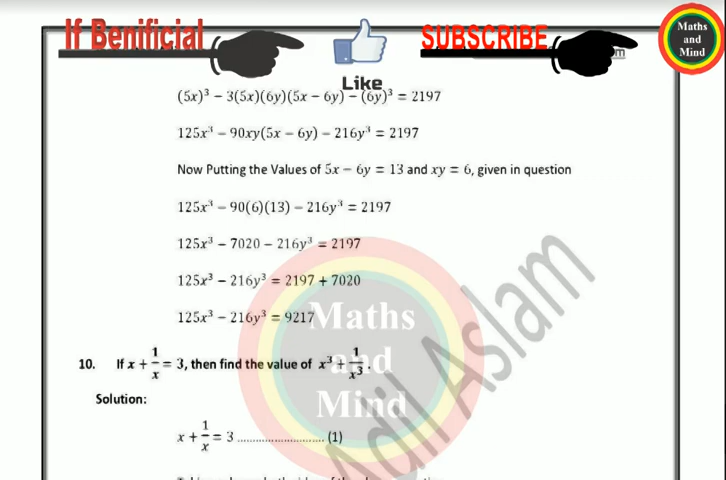 If Benificial
SUBSCRIBE
Maths
and
Mind
m
Like
(5x)³ − 3(5x)(6y)(5x − 6y) − (6y)³ = 2197
125x³ − 90xy(5x − 6y) − 216y³ = 2197
Now Putting the Values of 5x − 6y = 13 and xy = 6, given in question
125x³ − 90(6)(13) − 216y³ = 2197
125x³ − 7020 − 216y³ = 2197
125x³ − 216y³ = 2197 + 7020
125x³ − 216y³ = 9217
10. If x + 1/x = 3, then find the value of x³ + 1/x³.
Solution:
x + 1/x = 3 ............................ (1)
Maths
and
Mind
Adil Aslam